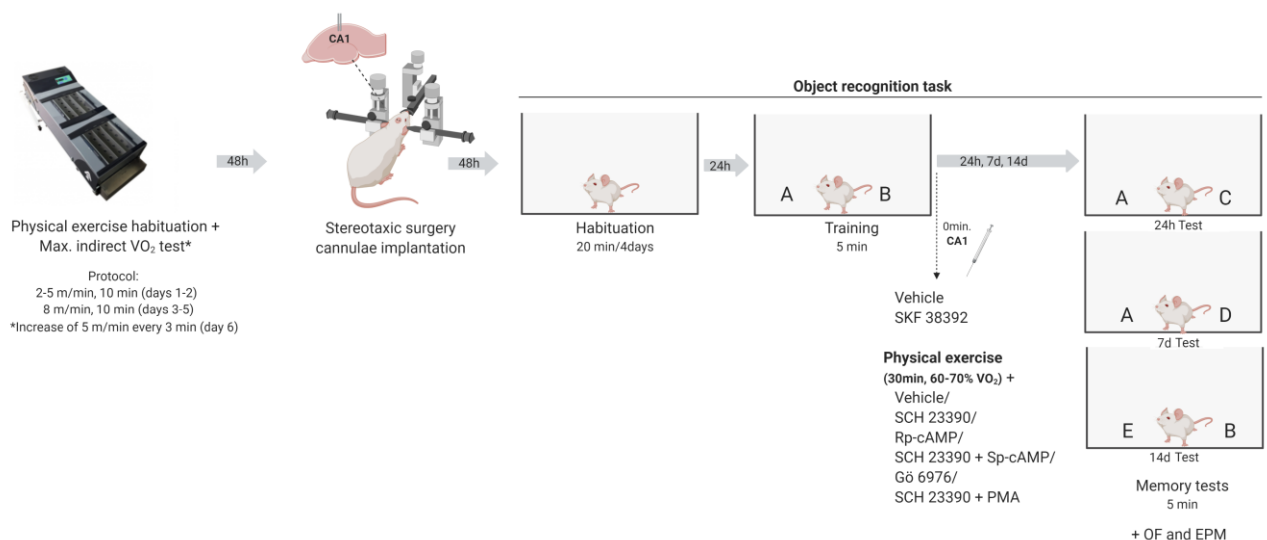 CA1
Object recognition task
48h
48h
24h
24h, 7d, 14d
A
B
A
C
Physical exercise habituation +
Max. indirect VO₂ test*
Protocol:
2-5 m/min, 10 min (days 1-2)
8 m/min, 10 min (days 3-5)
*Increase of 5 m/min every 3 min (day 6)
Stereotaxic surgery
cannulae implantation
Habituation
20 min/4days
Training
5 min
0min.
CA1
Vehicle
SKF 38392
Physical exercise
(30min, 60-70% VO₂) +
Vehicle/
SCH 23390/
Rp-cAMP/
SCH 23390 + Sp-cAMP/
Gö 6976/
SCH 23390 + PMA
24h Test
A
D
7d Test
E
B
14d Test
Memory tests
5 min
+ OF and EPM